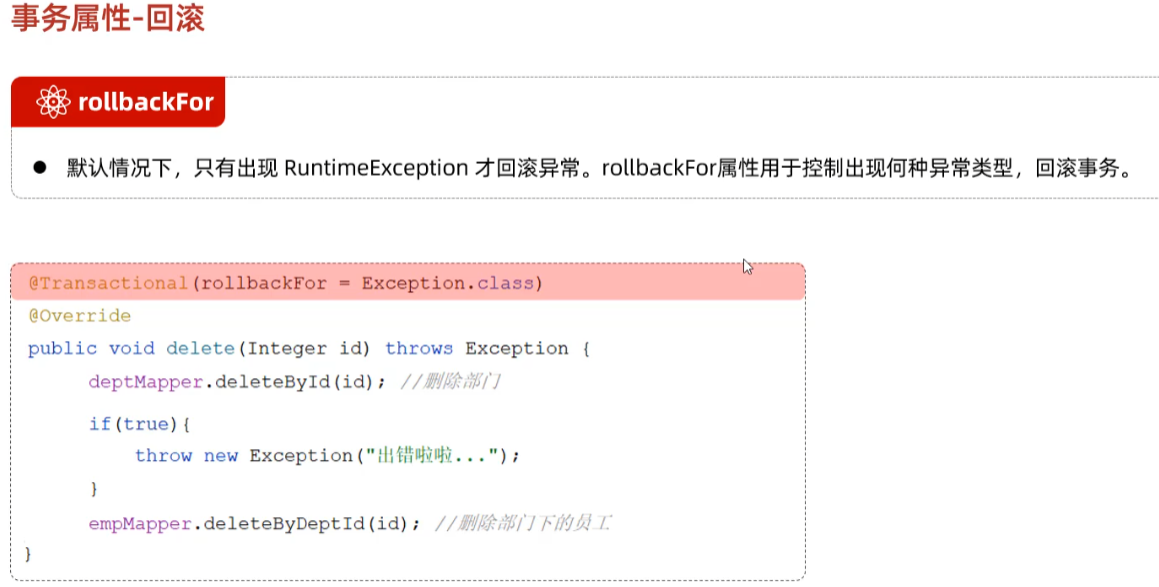 事务属性-回滚
rollbackFor
● 默认情况下，只有出现 RuntimeException 才回滚异常。rollbackFor属性用于控制出现何种异常类型，回滚事务。
@Transactional(rollbackFor = Exception.class)
@Override
public void delete(Integer id) throws Exception {
deptMapper.deleteById(id); //删除部门
if(true){
throw new Exception("出错啦啦...");
}
empMapper.deleteByDeptId(id); //删除部门下的员工
}